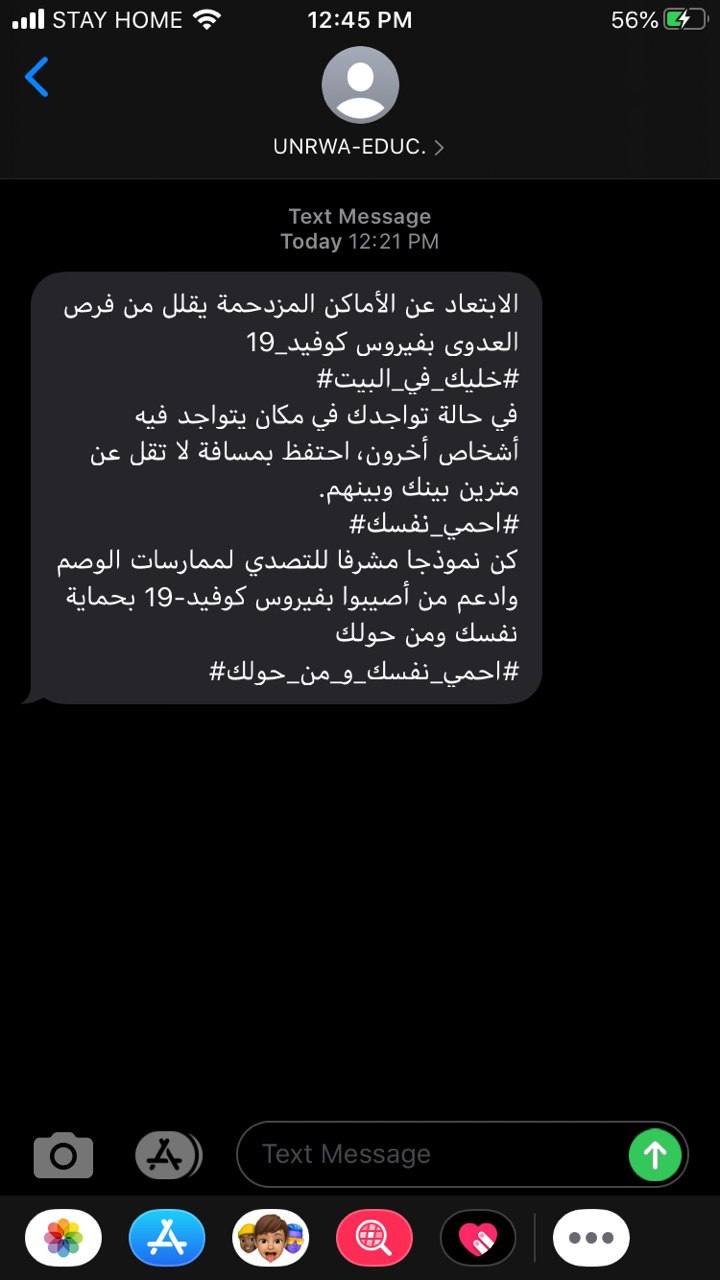 STAY HOME 12:45 PM 56%
UNRWA-EDUC.
Text Message
Today 12:21 PM
الابتعاد عن الأماكن المزدحمة يقلل من فرص
العدوى بفيروس كوفيد_19
#خليك_في_البيت#
في حالة تواجدك في مكان يتواجد فيه
أشخاص أخرون، احتفظ بمسافة لا تقل عن
مترين بينك وبينهم.
#احمي_نفسك#
كن نموذجا مشرفا للتصدي لممارسات الوصم
وادعم من أصيبوا بفيروس كوفيد-19 بحماية
نفسك ومن حولك
#احمي_نفسك_و_من_حولك#
Text Message